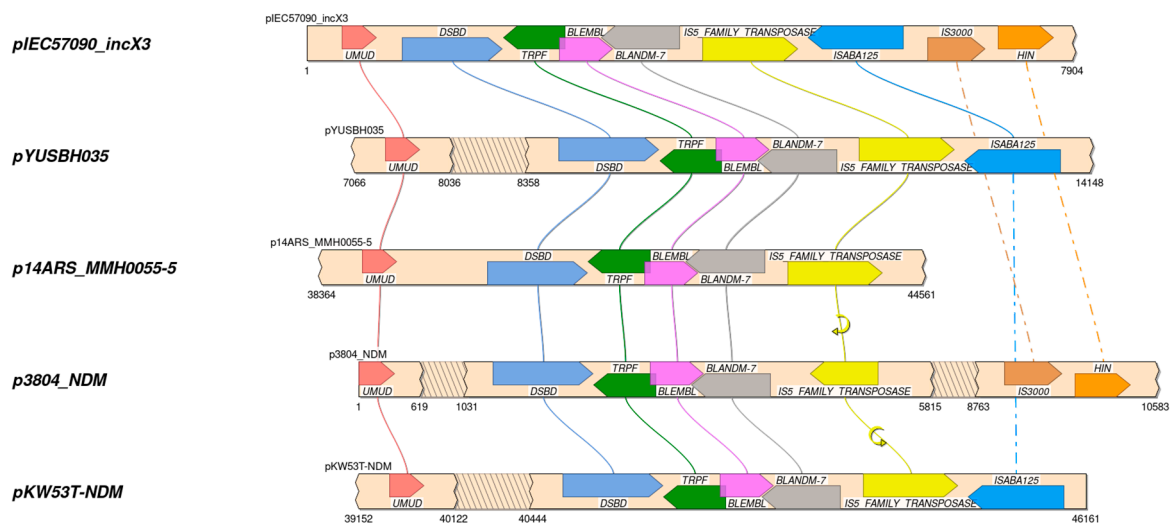 pIEC57090_incX3
pIEC57090_incX3
DSBD BLEMBL IS5_FAMILY_TRANSPOSASE IS3000
UMUD TRPF BLANDM-7 ISABA125 HIN
1 7904
pYUSBH035
pYUSBH035
TRPF BLANDM-7 ISABA125
UMUD DSBD BLEMBL IS5_FAMILY_TRANSPOSASE
7066 8036 8358 14148
p14ARS_MMH0055-5
p14ARS_MMH0055-5
DSBD BLEMBL IS5_FAMILY_TRANSPOSASE
UMUD TRPF BLANDM-7
38364 44561
p3804_NDM
p3804_NDM
TRPF BLANDM-7 HIN
UMUD DSBD BLEMBL IS5_FAMILY_TRANSPOSASE IS3000
1 619 1031 5815 8763 10583
pKW53T-NDM
pKW53T-NDM
TRPF BLANDM-7 ISABA125
UMUD DSBD BLEMBL IS5_FAMILY_TRANSPOSASE
39152 40122 40444 46161